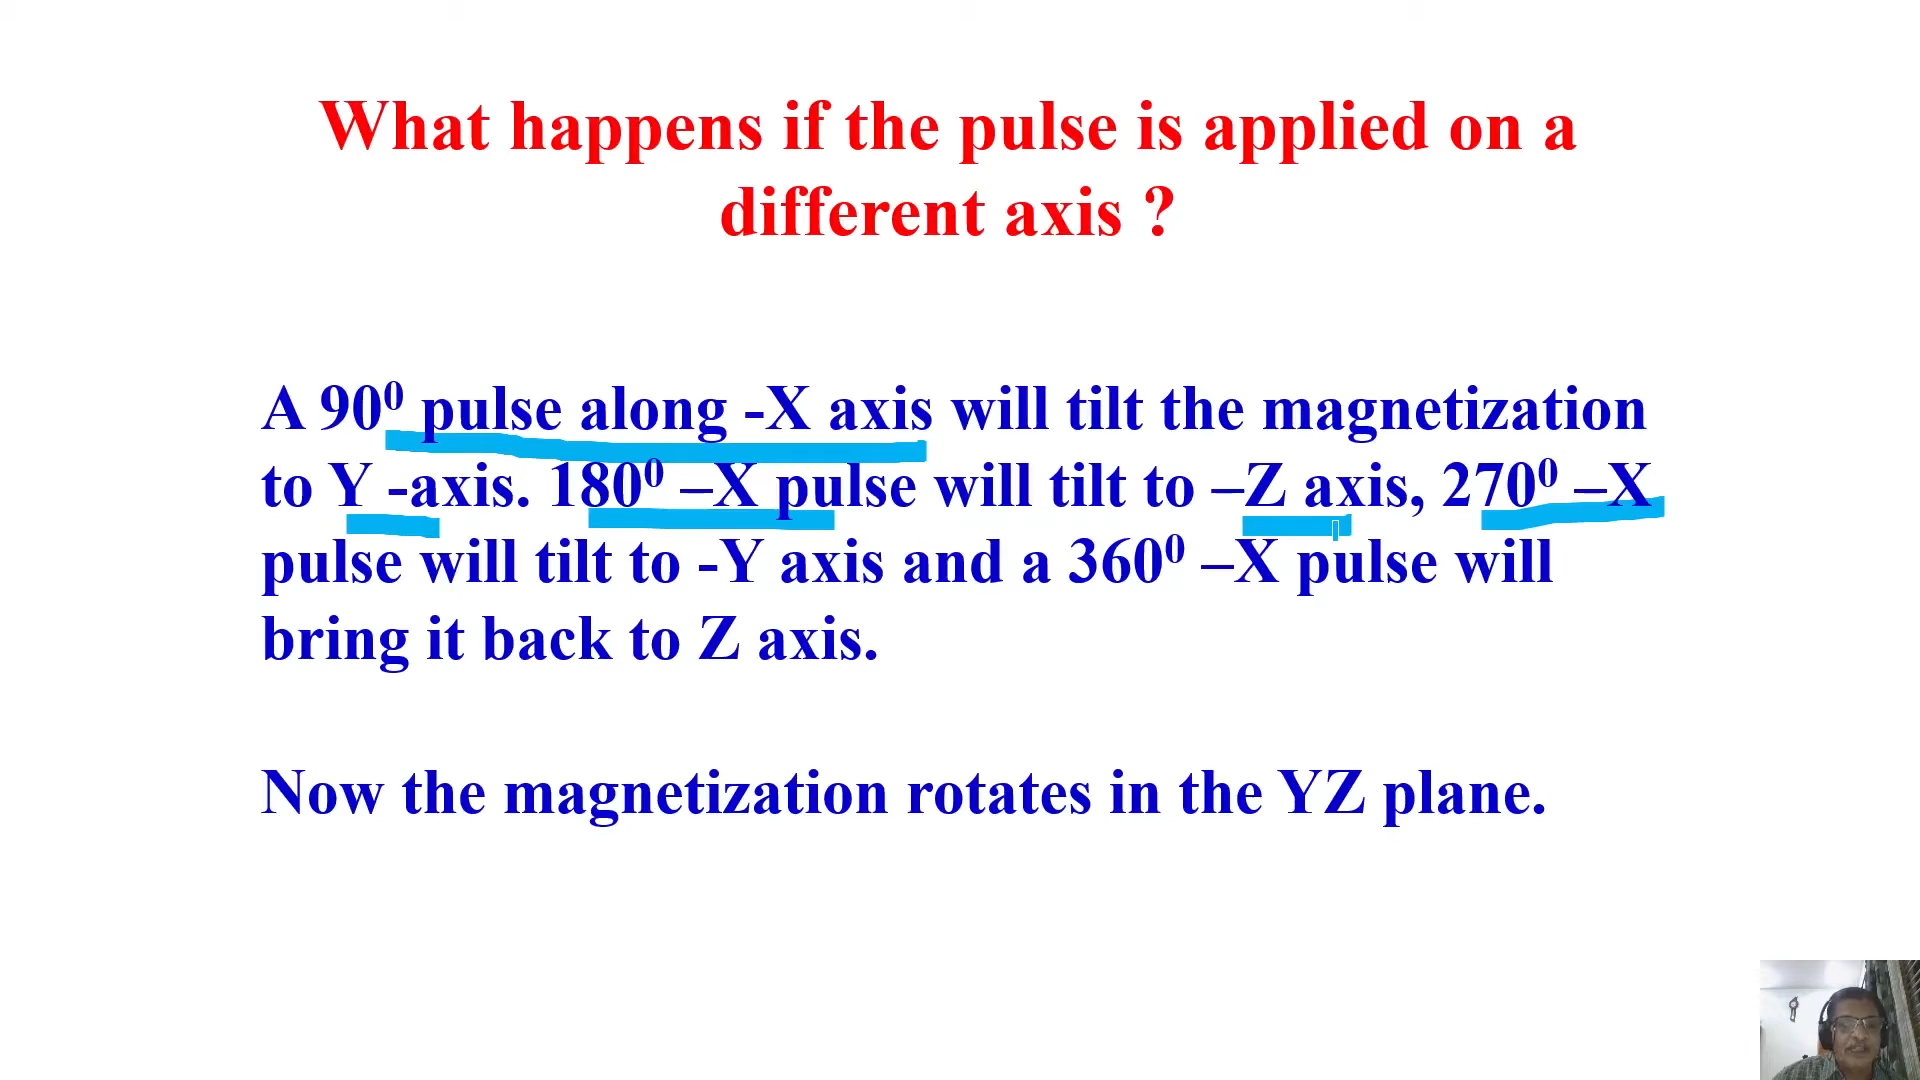 What happens if the pulse is applied on a
different axis ?
A 90⁰ pulse along -X axis will tilt the magnetization
to Y -axis. 180⁰ –X pulse will tilt to –Z axis, 270⁰ –X
pulse will tilt to -Y axis and a 360⁰ –X pulse will
bring it back to Z axis.
Now the magnetization rotates in the YZ plane.